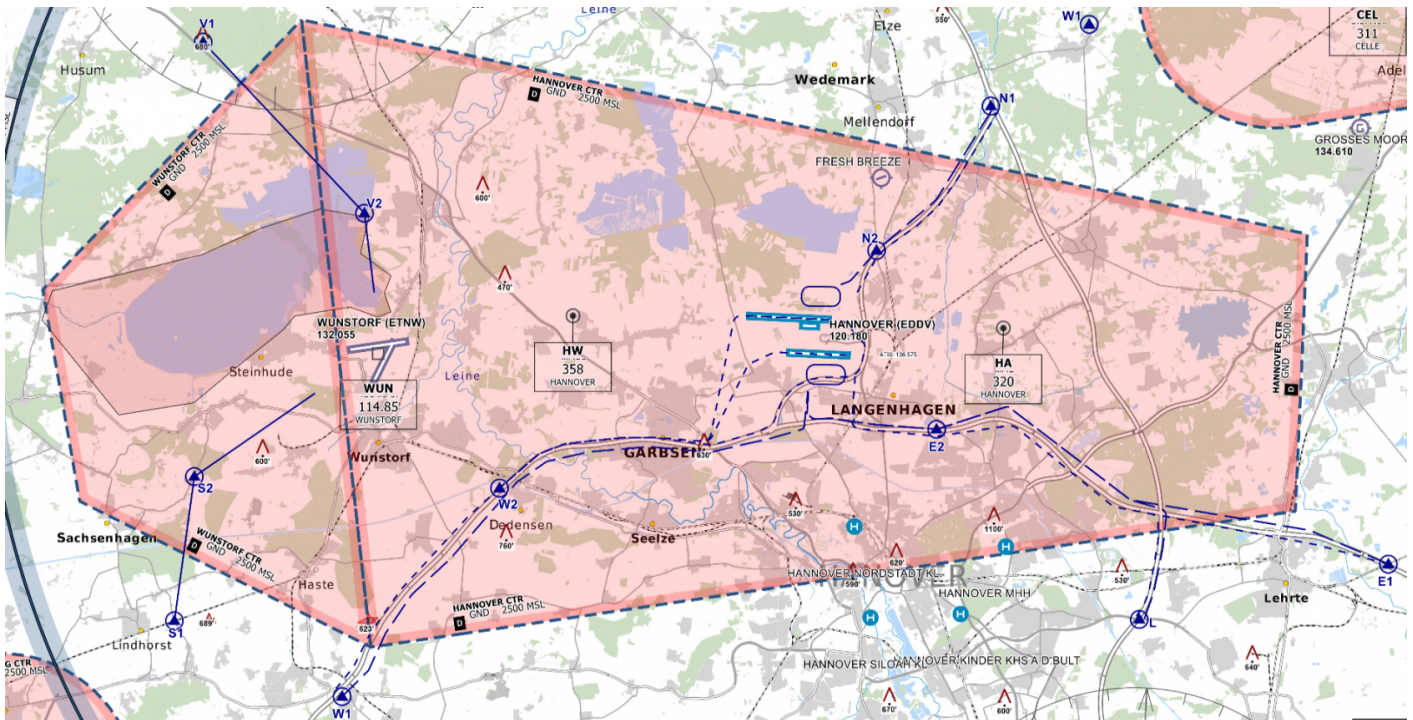 V1
680'
Husum
Leine
Elze
550'
W1
CEL
311
CELLE
Adel
Wedemark
Mellendorf
N1
GROSSES MOOR
134.610
HANNOVER CTR
GND 2500 MSL
D
WUNSTORF CTR
GND 2500 MSL
D
FRESH BREEZE
600'
V2
N2
470'
WUNSTORF (ETNW)
132.055
HANNOVER (EDDV)
120.180
ATIS: 136.575
HW
358
HANNOVER
HA
320
HANNOVER
HANNOVER CTR
GND 2500 MSL
D
Steinhude
Leine
WUN
114.85
WUNSTORF
LANGENHAGEN
E2
600'
Wunstorf
GARBSEN
630'
S2
W2
Dedensen
760'
Seelze
530'
1100'
H
H
Sachsenhagen
WUNSTORF CTR
GND 2500 MSL
D
Haste
620'
590'
HANNOVER NORDSTADT KL.
HANNOVER MHH
530'
E1
Lehrte
HANNOVER CTR
GND 2500 MSL
D
S1
689'
623'
H
H
L
Lindhorst
HANNOVER SILOAH KL.
HANNOVER KINDER KHS A D.BULT
640'
G CTR
2500 MSL
W1
670'
600'